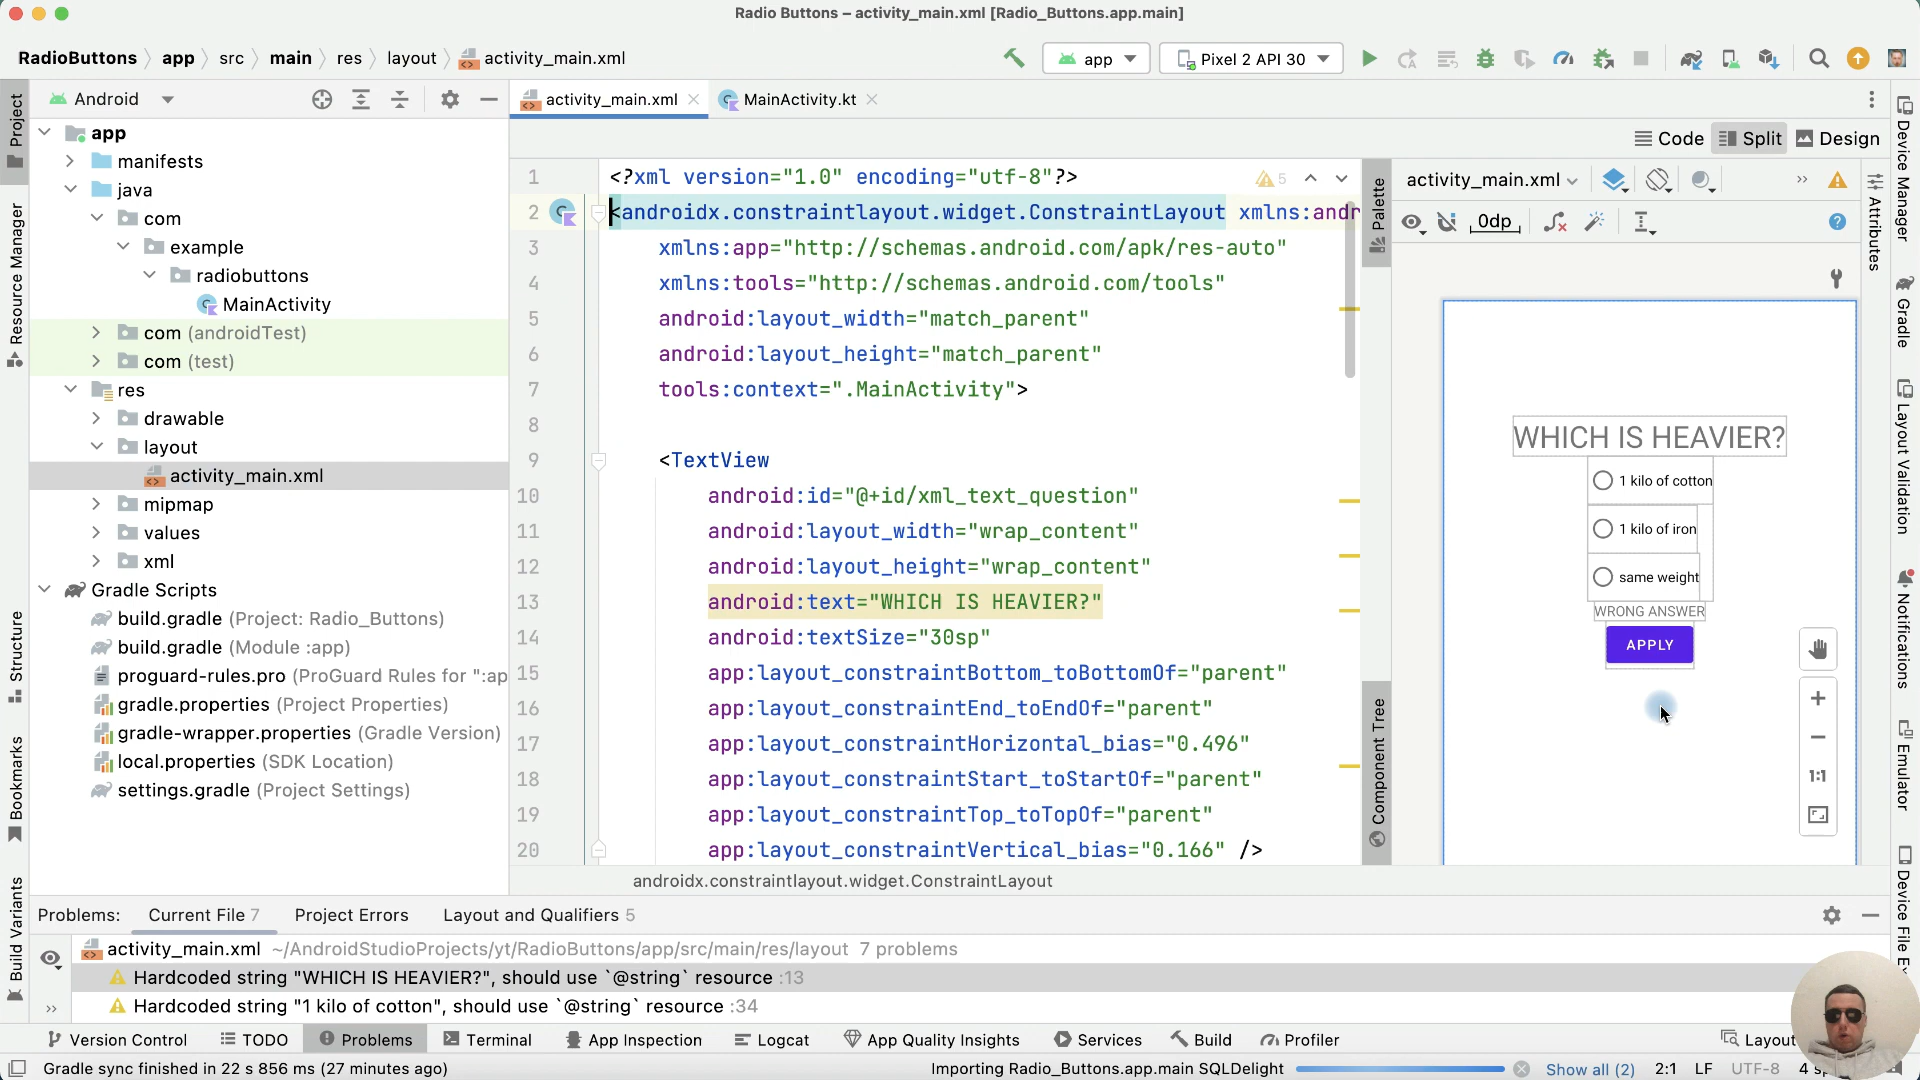 Radio Buttons – activity_main.xml [Radio_Buttons.app.main]
RadioButtons app src main res layout activity_main.xml
app Pixel 2 API 30
Project
Resource Manager
Structure
Bookmarks
Build Variants
Android
app
manifests
java
com
example
radiobuttons
MainActivity
com (androidTest)
com (test)
res
drawable
layout
activity_main.xml
mipmap
values
xml
Gradle Scripts
build.gradle (Project: Radio_Buttons)
build.gradle (Module :app)
proguard-rules.pro (ProGuard Rules for ":ap
gradle.properties (Project Properties)
gradle-wrapper.properties (Gradle Version)
local.properties (SDK Location)
settings.gradle (Project Settings)
activity_main.xml MainActivity.kt
Code Split Design
1 <?xml version="1.0" encoding="utf-8"?> 5
2 <androidx.constraintlayout.widget.ConstraintLayout xmlns:andr
3 xmlns:app="http://schemas.android.com/apk/res-auto"
4 xmlns:tools="http://schemas.android.com/tools"
5 android:layout_width="match_parent"
6 android:layout_height="match_parent"
7 tools:context=".MainActivity">
8
9 <TextView
10 android:id="@+id/xml_text_question"
11 android:layout_width="wrap_content"
12 android:layout_height="wrap_content"
13 android:text="WHICH IS HEAVIER?"
14 android:textSize="30sp"
15 app:layout_constraintBottom_toBottomOf="parent"
16 app:layout_constraintEnd_toEndOf="parent"
17 app:layout_constraintHorizontal_bias="0.496"
18 app:layout_constraintStart_toStartOf="parent"
19 app:layout_constraintTop_toTopOf="parent"
20 app:layout_constraintVertical_bias="0.166" />
androidx.constraintlayout.widget.ConstraintLayout
Palette
Component Tree
activity_main.xml
0dp
WHICH IS HEAVIER?
1 kilo of cotton
1 kilo of iron
same weight
WRONG ANSWER
APPLY
1:1
Attributes
Device Manager
Gradle
Layout Validation
Notifications
Emulator
Device File Ex
Problems: Current File 7 Project Errors Layout and Qualifiers 5
activity_main.xml ~/AndroidStudioProjects/yt/RadioButtons/app/src/main/res/layout 7 problems
Hardcoded string "WHICH IS HEAVIER?", should use `@string` resource :13
Hardcoded string "1 kilo of cotton", should use `@string` resource :34
Version Control TODO Problems Terminal App Inspection Logcat App Quality Insights Services Build Profiler Layou
Gradle sync finished in 22 s 856 ms (27 minutes ago) Importing Radio_Buttons.app.main SQLDelight Show all (2) 2:1 LF UTF-8 4 sp